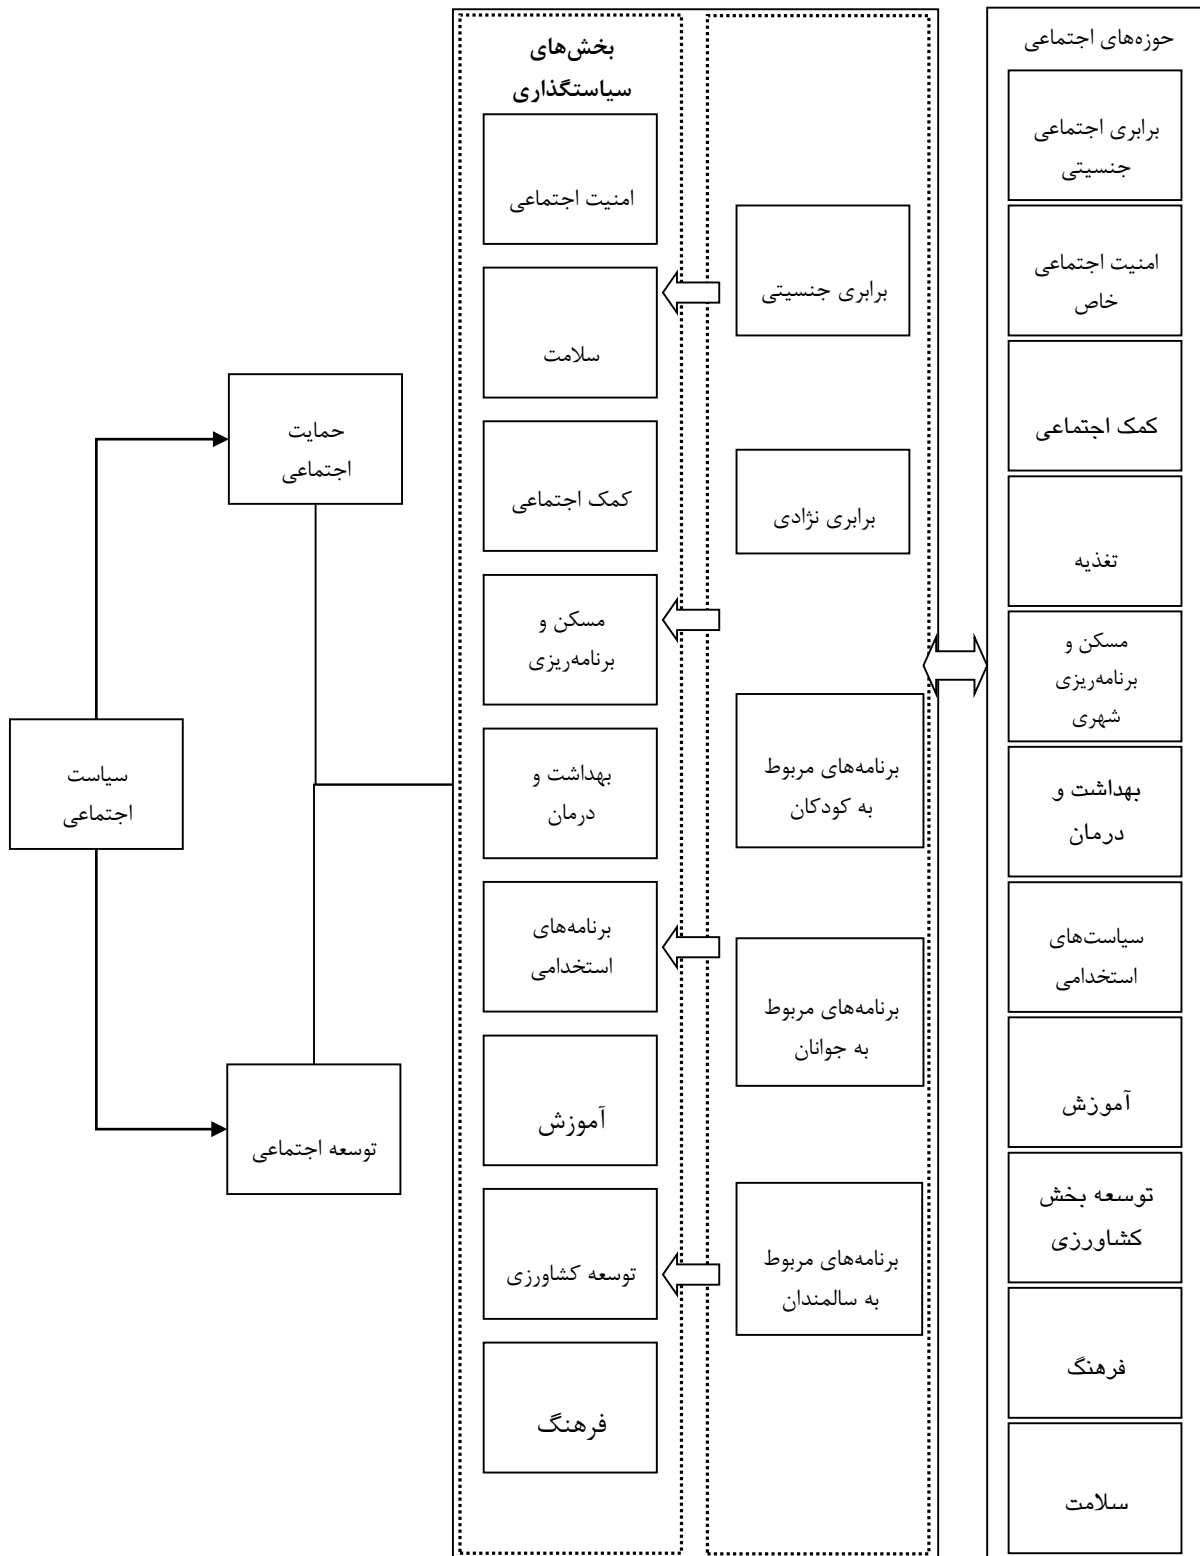 حوزه‌های اجتماعی
برابری اجتماعی
جنسیتی
امنیت اجتماعی
خاص
کمک اجتماعی
تغذیه
مسکن و
برنامه‌ریزی
شهری
بهداشت و
درمان
سیاست‌های
استخدامی
آموزش
توسعه بخش
کشاورزی
فرهنگ
سلامت
برابری جنسیتی
برابری نژادی
برنامه‌های مربوط
به کودکان
برنامه‌های مربوط
به جوانان
برنامه‌های مربوط
به سالمندان
بخش‌های
سیاستگذاری
امنیت اجتماعی
سلامت
کمک اجتماعی
مسکن و
برنامه‌ریزی
بهداشت و
درمان
برنامه‌های
استخدامی
آموزش
توسعه کشاورزی
فرهنگ
حمایت
اجتماعی
توسعه اجتماعی
سیاست
اجتماعی